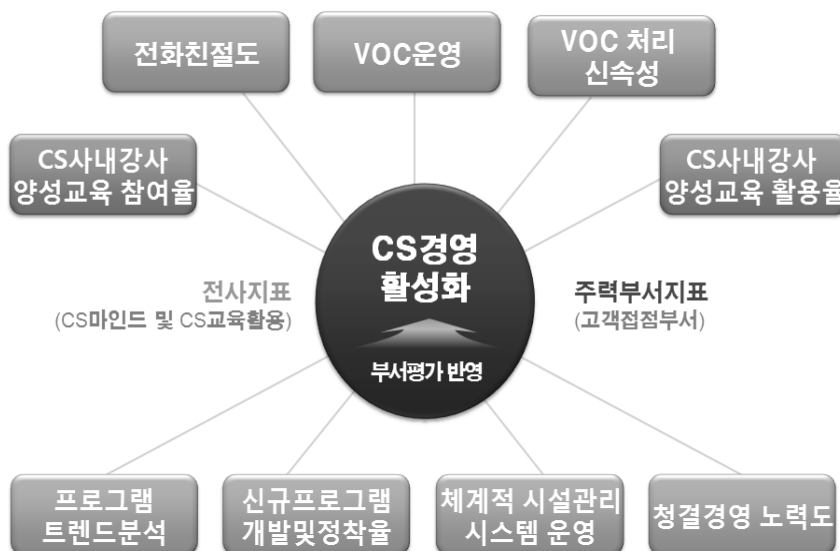 전화친절도
VOC운영
VOC 처리
신속성
CS사내강사
양성교육 참여율
CS사내강사
양성교육 활용율
CS경영
활성화
부서평가 반영
전사지표
(CS마인드 및 CS교육활용)
주력부서지표
(고객접점부서)
프로그램
트렌드분석
신규프로그램
개발및정착율
체계적 시설관리
시스템 운영
청결경영 노력도